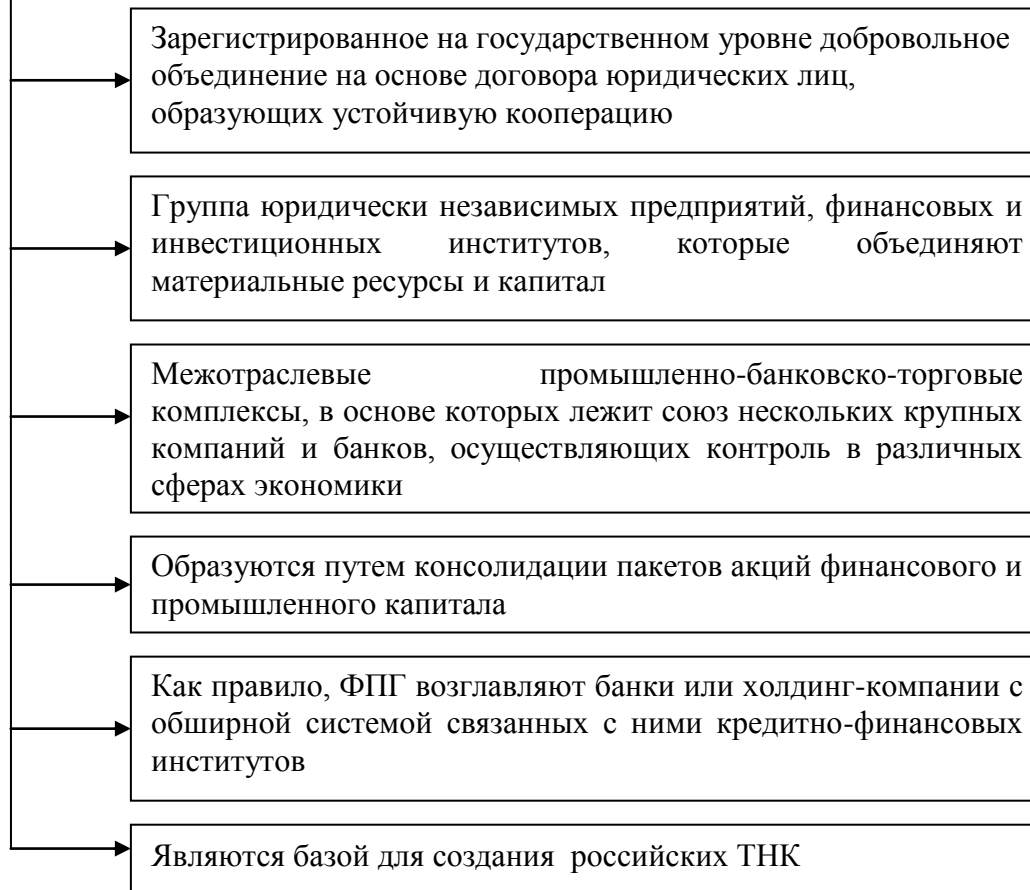 Зарегистрированное на государственном уровне добровольное
объединение на основе договора юридических лиц,
образующих устойчивую кооперацию
Группа юридически независимых предприятий, финансовых и
инвестиционных институтов, которые объединяют
материальные ресурсы и капитал
Межотраслевые промышленно-банковско-торговые
комплексы, в основе которых лежит союз нескольких крупных
компаний и банков, осуществляющих контроль в различных
сферах экономики
Образуются путем консолидации пакетов акций финансового и
промышленного капитала
Как правило, ФПГ возглавляют банки или холдинг-компании с
обширной системой связанных с ними кредитно-финансовых
институтов
Являются базой для создания российских ТНК